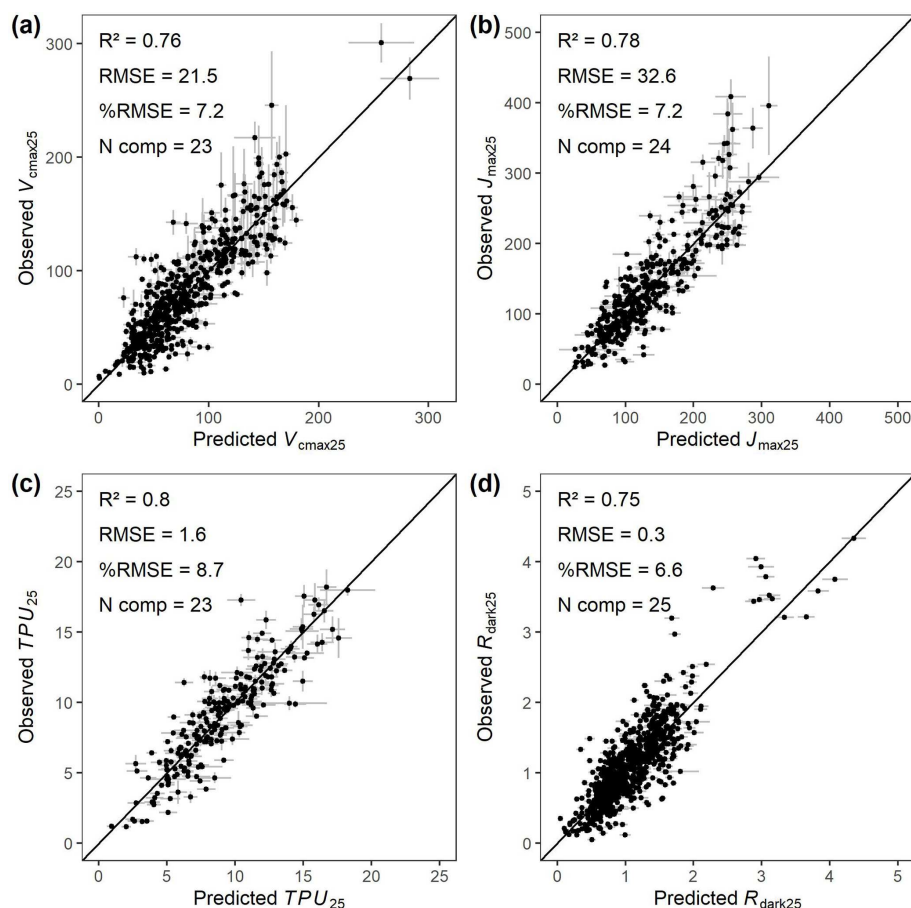 (a)
R² = 0.76
RMSE = 21.5
%RMSE = 7.2
N comp = 23
300
200
100
0
Observed Vcmax25
0 100 200 300
Predicted Vcmax25
(b)
R² = 0.78
RMSE = 32.6
%RMSE = 7.2
N comp = 24
500
400
300
200
100
0
Observed Jmax25
0 100 200 300 400 500
Predicted Jmax25
(c)
R² = 0.8
RMSE = 1.6
%RMSE = 8.7
N comp = 23
25
20
15
10
5
0
Observed TPU25
0 5 10 15 20 25
Predicted TPU25
(d)
R² = 0.75
RMSE = 0.3
%RMSE = 6.6
N comp = 25
5
4
3
2
1
0
Observed Rdark25
0 1 2 3 4 5
Predicted Rdark25